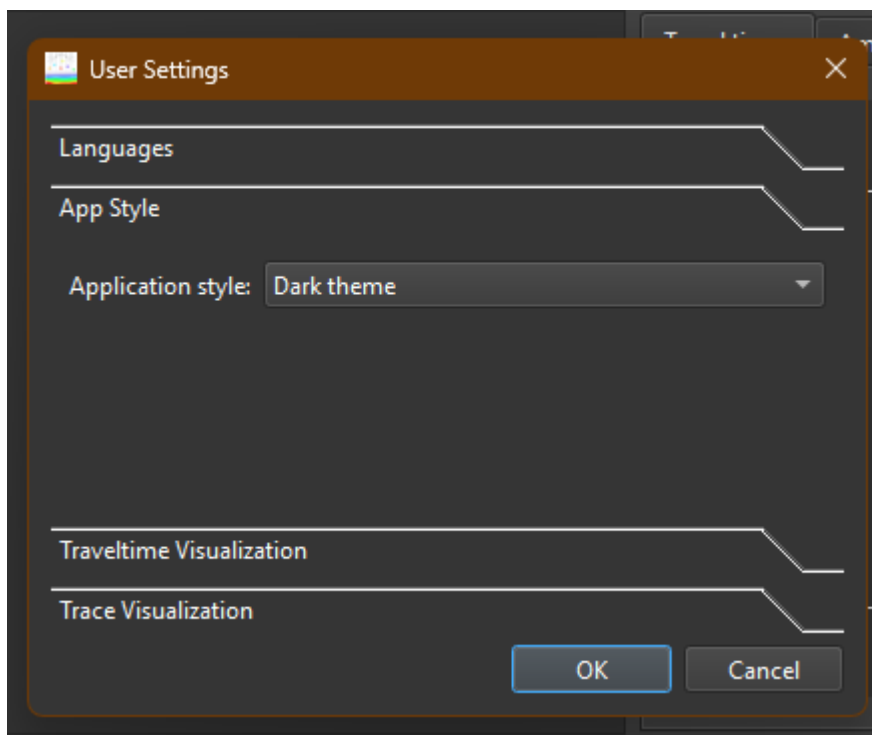 User Settings
Languages
App Style
Application style: Dark theme
Traveltime Visualization
Trace Visualization
OK Cancel